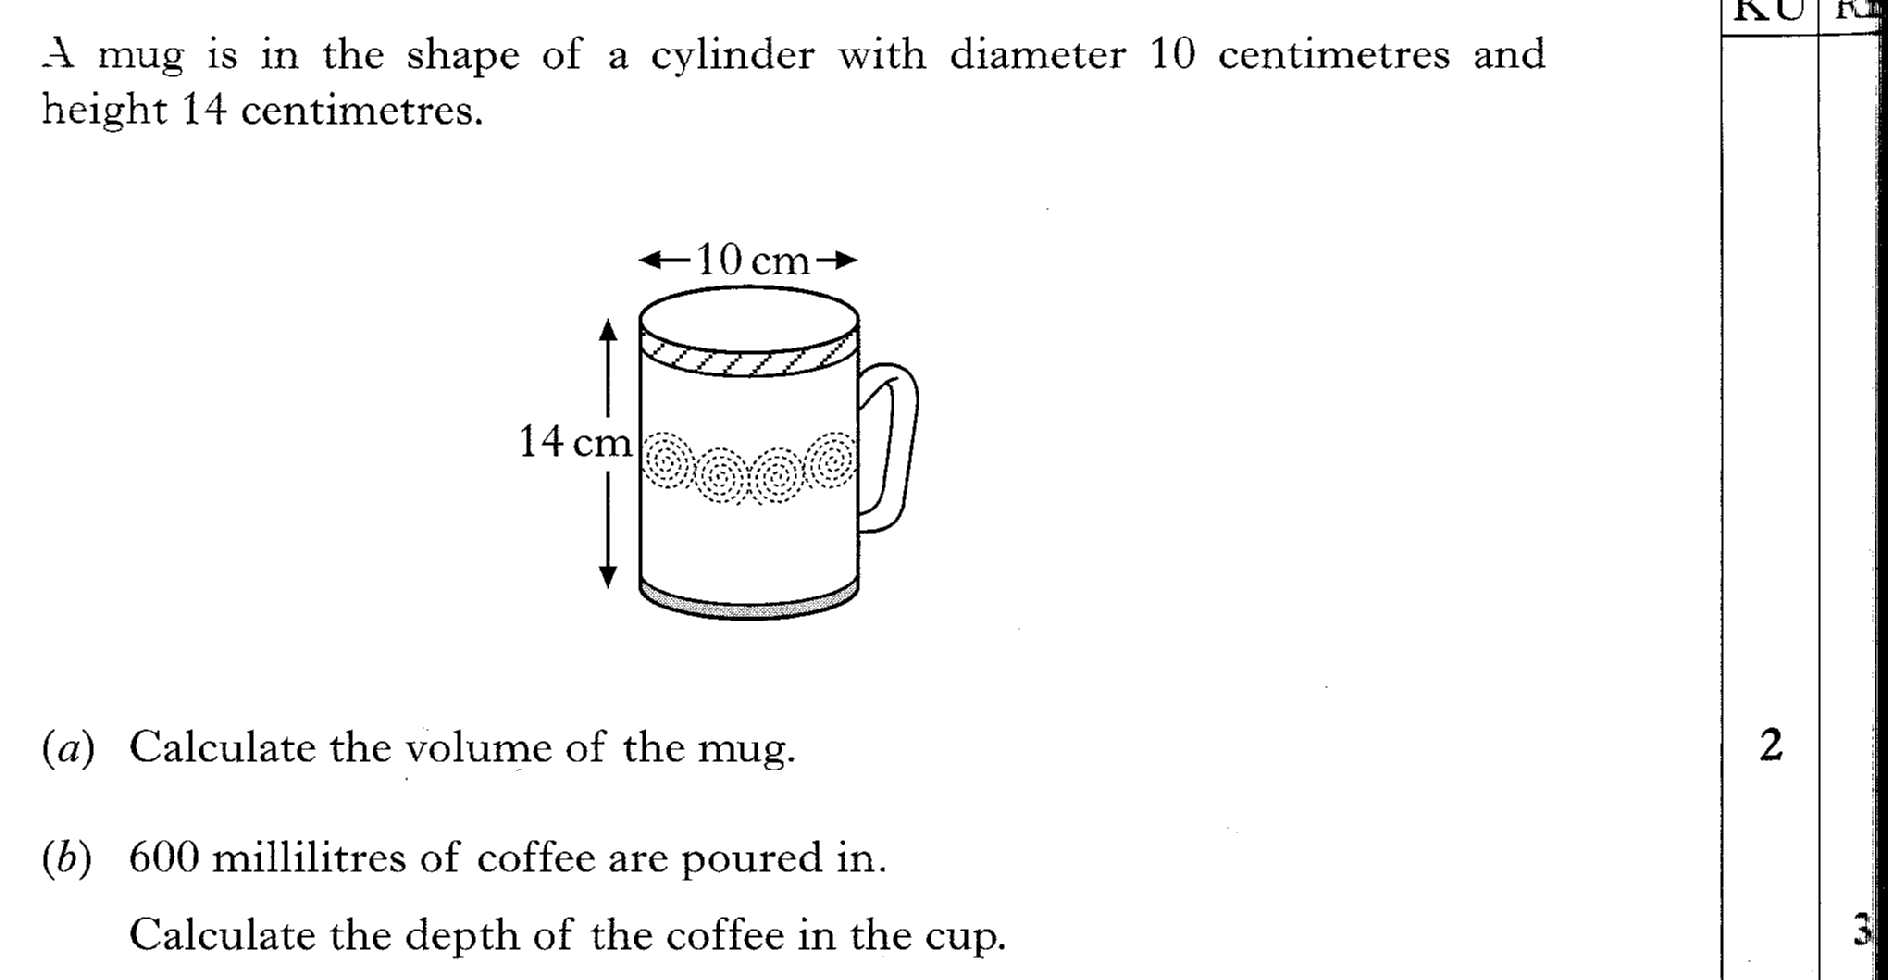 KU
A mug is in the shape of a cylinder with diameter 10 centimetres and
height 14 centimetres.
10 cm
14 cm
(a) Calculate the volume of the mug.
2
(b) 600 millilitres of coffee are poured in.
Calculate the depth of the coffee in the cup.
3